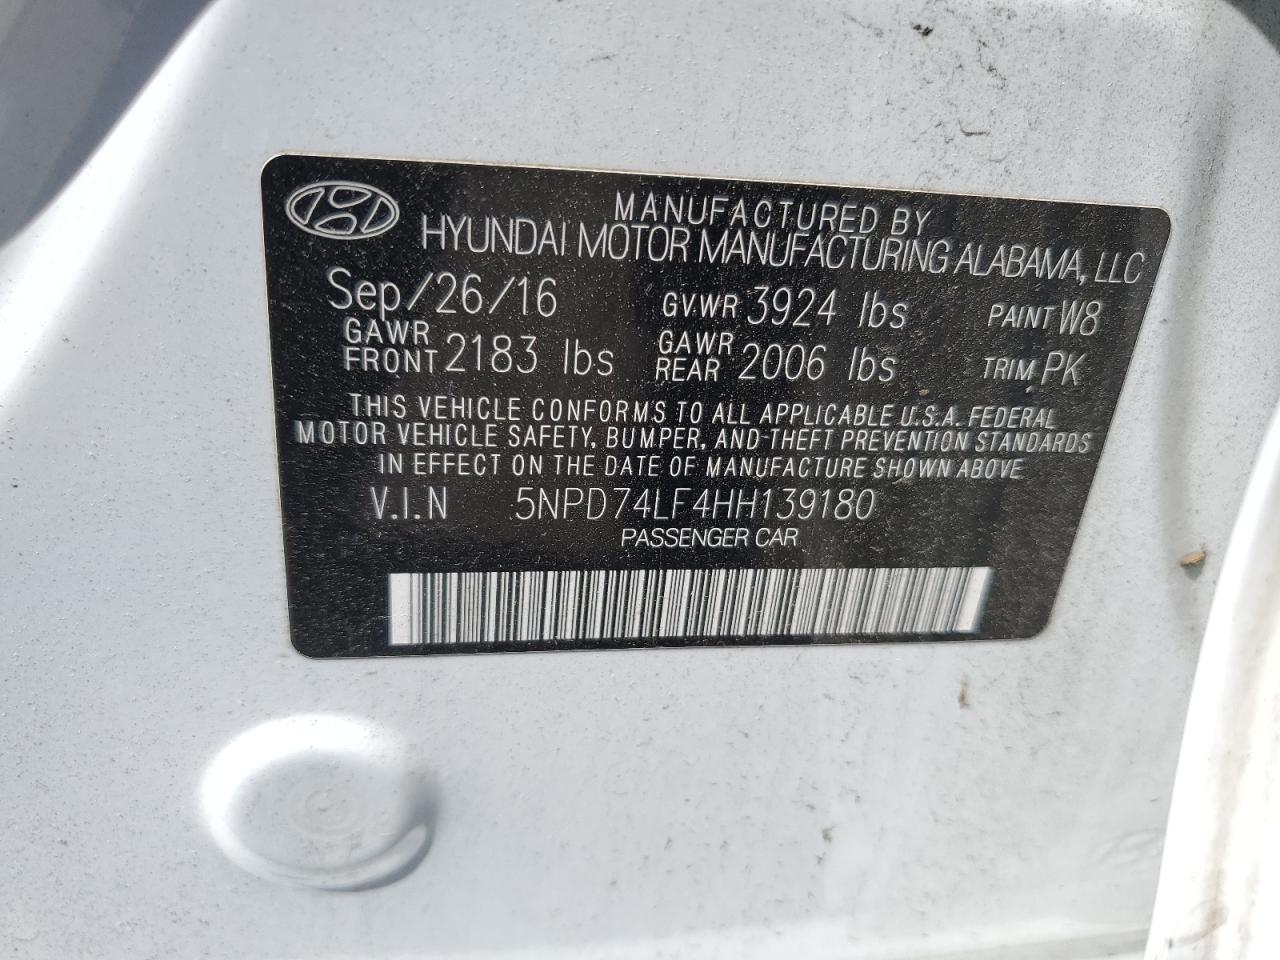 MANUFACTURED BY
HYUNDAI MOTOR MANUFACTURING ALABAMA, LLC
Sep/26/16 GVWR 3924 lbs PAINT W8
GAWR FRONT 2183 lbs GAWR REAR 2006 lbs TRIM PK
THIS VEHICLE CONFORMS TO ALL APPLICABLE U.S.A. FEDERAL
MOTOR VEHICLE SAFETY, BUMPER, AND THEFT PREVENTION STANDARDS
IN EFFECT ON THE DATE OF MANUFACTURE SHOWN ABOVE
V.I.N 5NPD74LF4HH139180
PASSENGER CAR